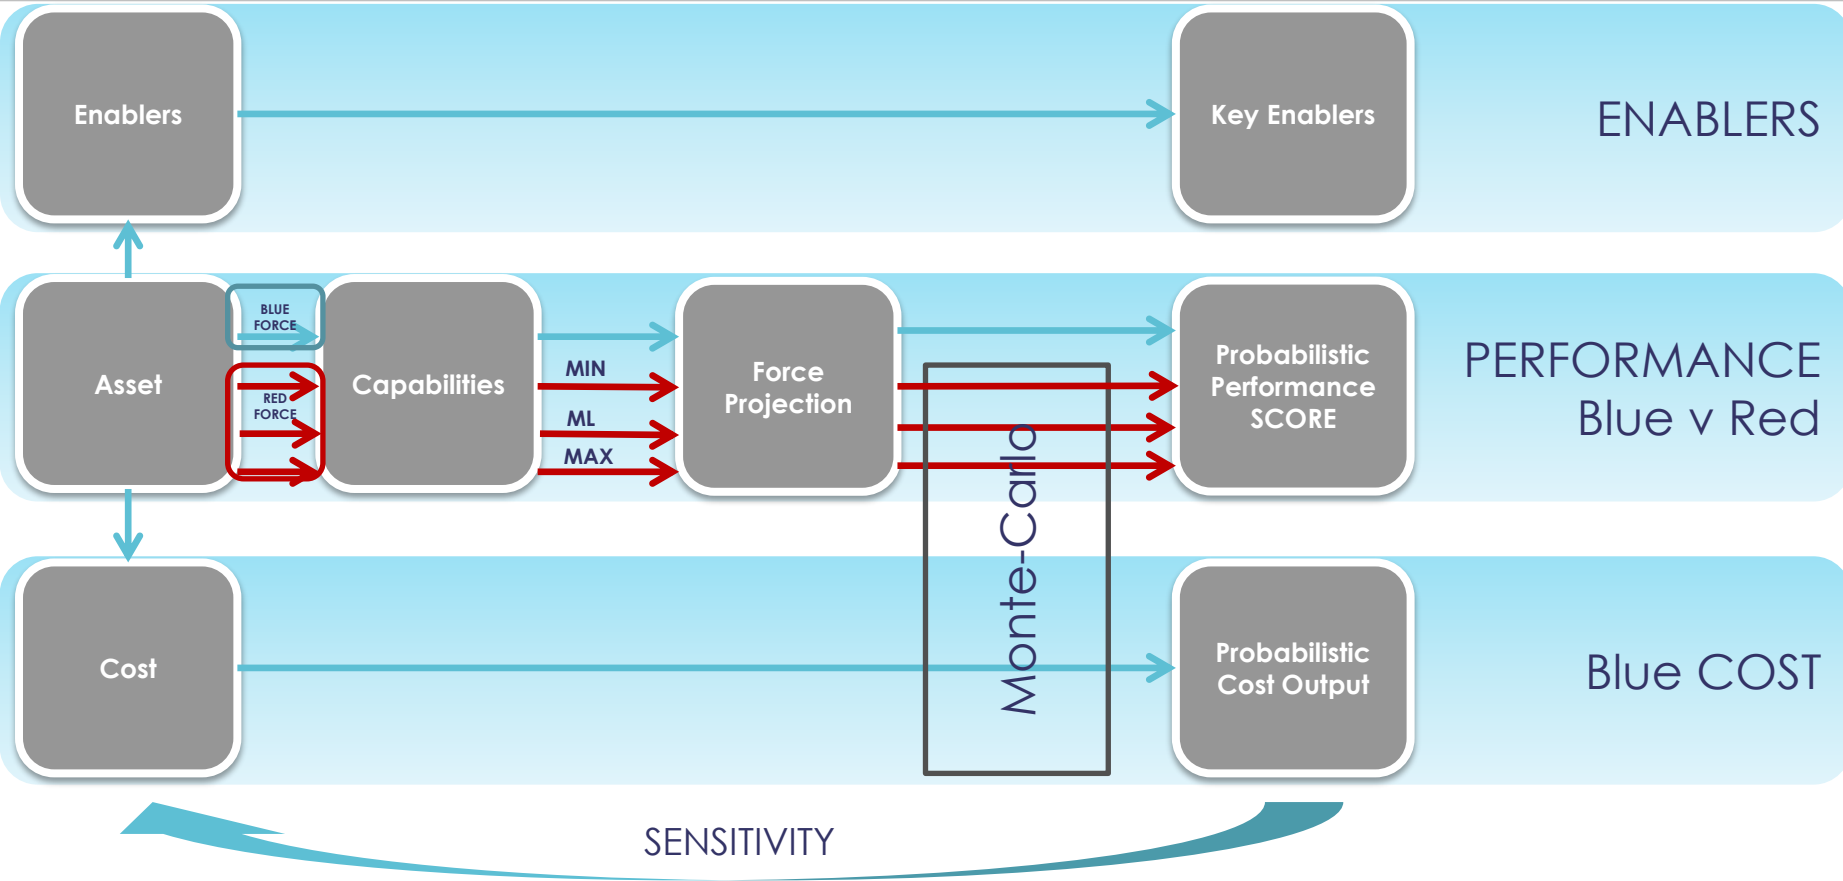 Enablers
Key Enablers
ENABLERS
Asset
BLUE
FORCE
RED
FORCE
Capabilities
MIN
ML
MAX
Force
Projection
Monte-Carlo
Probabilistic
Performance
SCORE
PERFORMANCE
Blue v Red
Cost
Probabilistic
Cost Output
Blue COST
SENSITIVITY